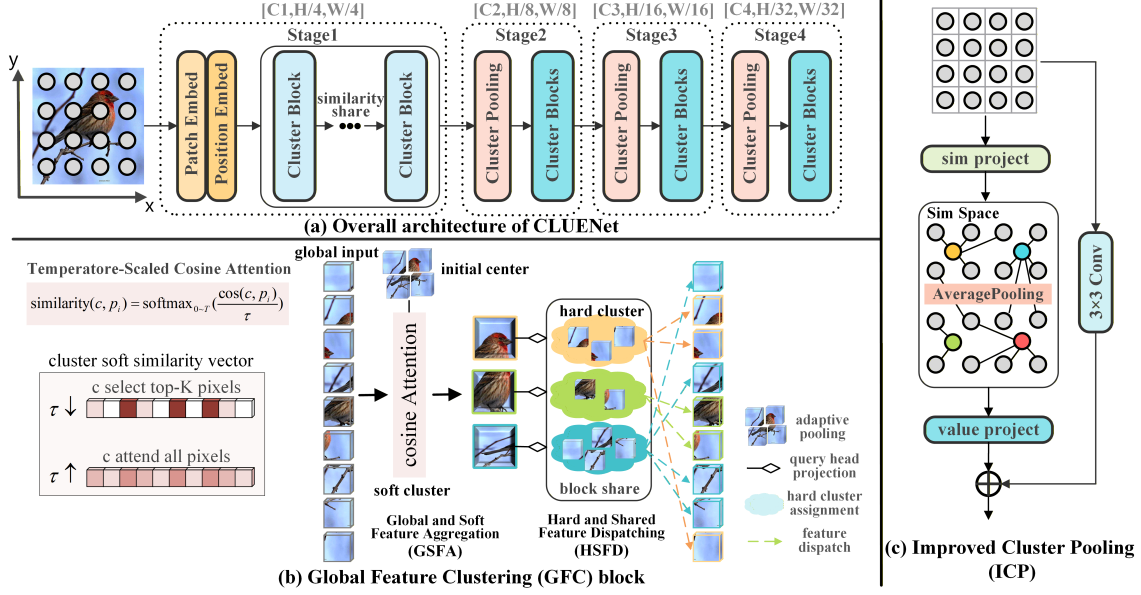 [C1,H/4,W/4]
[C2,H/8,W/8]
[C3,H/16,W/16]
[C4,H/32,W/32]
Stage1
Stage2
Stage3
Stage4
y
x
Patch Embed
Position Embed
Cluster Block
similarity
share
Cluster Block
Cluster Pooling
Cluster Blocks
Cluster Pooling
Cluster Blocks
Cluster Pooling
Cluster Blocks
(a) Overall architecture of CLUENet
Temperature-Scaled Cosine Attention
similarity(c, p_i) = softmax_{0~T}(cos(c, p_i)/τ)
cluster soft similarity vector
c select top-K pixels
τ ↓
c attend all pixels
τ ↑
global input
initial center
cosine Attention
soft cluster
Global and Soft
Feature Aggregation
(GSFA)
hard cluster
block share
Hard and Shared
Feature Dispatching
(HSFD)
adaptive
pooling
query head
projection
hard cluster
assignment
feature
dispatch
(b) Global Feature Clustering (GFC) block
sim project
Sim Space
AveragePooling
3×3 Conv
value project
(c) Improved Cluster Pooling
(ICP)